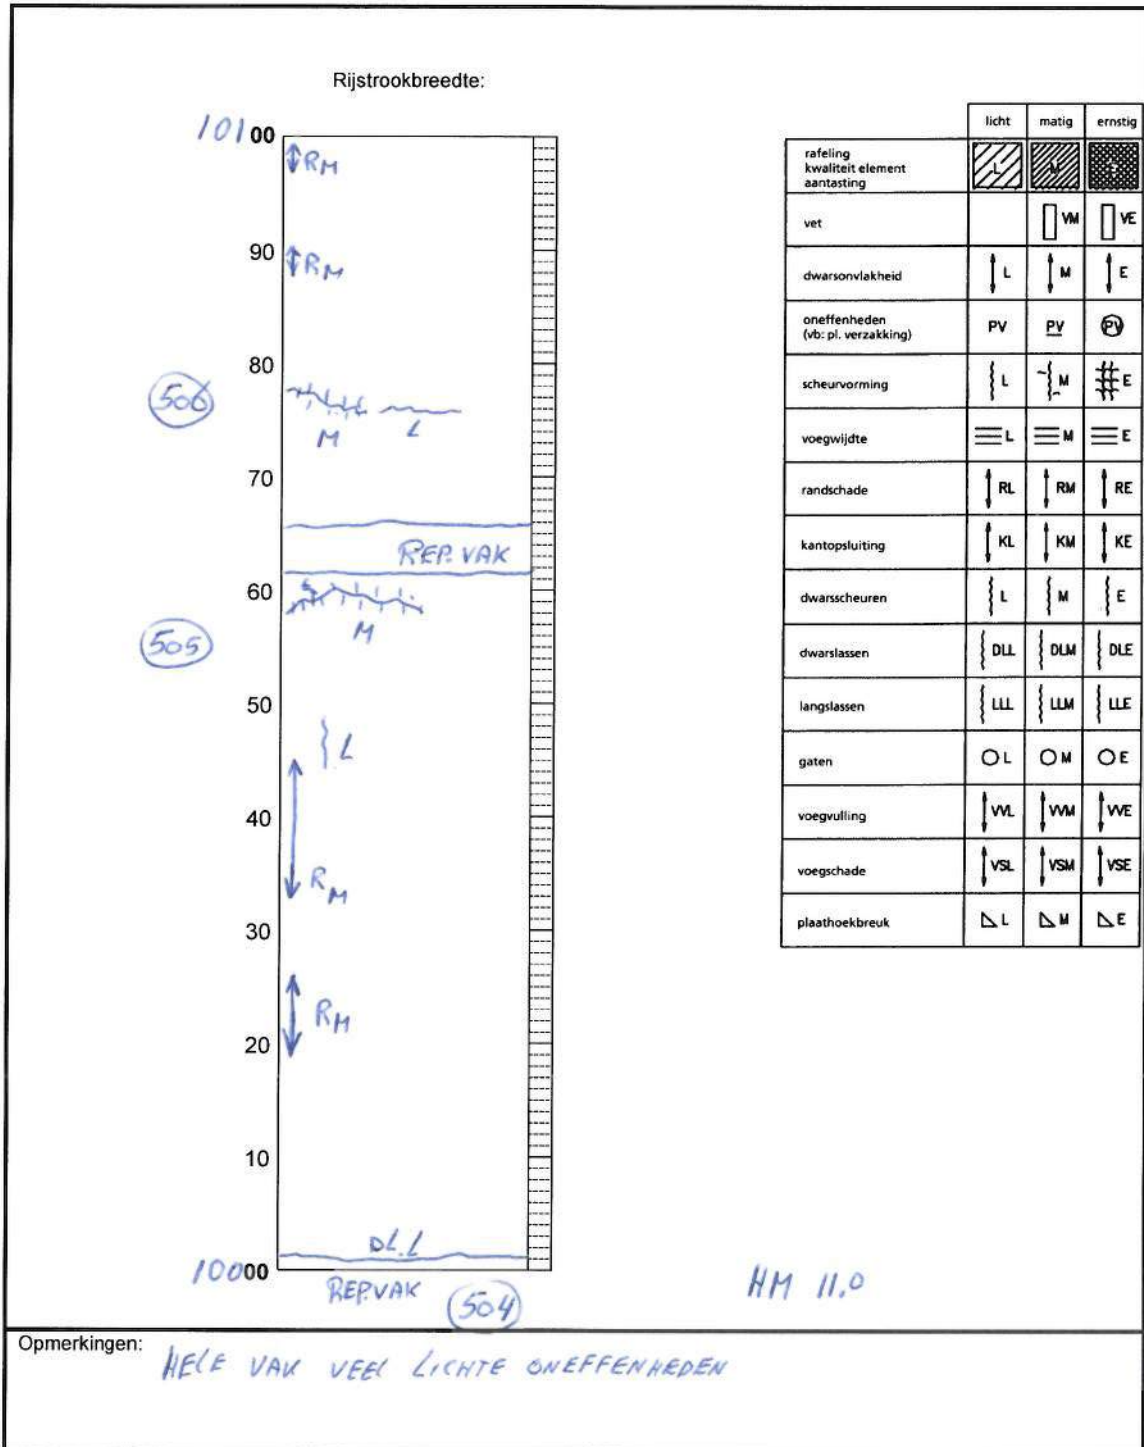 Rijstrookbreedte:
10100
RM
90
RM
80
506
M L
70
REP. VAK
60
M
505
50
L
40
RM
30
RM
20
10
DL.L
10000
REP.VAK
504
HM 11.0
licht matig ernstig
rafeling
kwaliteit element
aantasting
L M E
vet VM VE
dwarsonvlakheid L M E
oneffenheden
(vb: pl. verzakking)
PV PV PV
scheurvorming L M E
voegwijdte L M E
randschade RL RM RE
kantopsluiting KL KM KE
dwarsscheuren L M E
dwarslassen DLL DLM DLE
langslassen LLL LLM LLE
gaten L M E
voegvulling VVL VVM VVE
voegschade VSL VSM VSE
plaathoekbreuk L M E
Opmerkingen:
HELE VAK VEEL LICHTE ONEFFENHEDEN